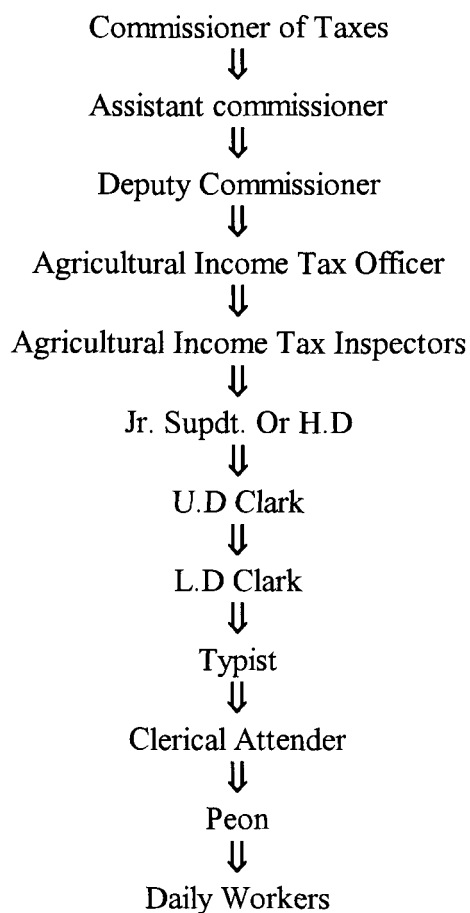 Commissioner of Taxes
⇓
Assistant commissioner
⇓
Deputy Commissioner
⇓
Agricultural Income Tax Officer
⇓
Agricultural Income Tax Inspectors
⇓
Jr. Supdt. Or H.D
⇓
U.D Clark
⇓
L.D Clark
⇓
Typist
⇓
Clerical Attender
⇓
Peon
⇓
Daily Workers